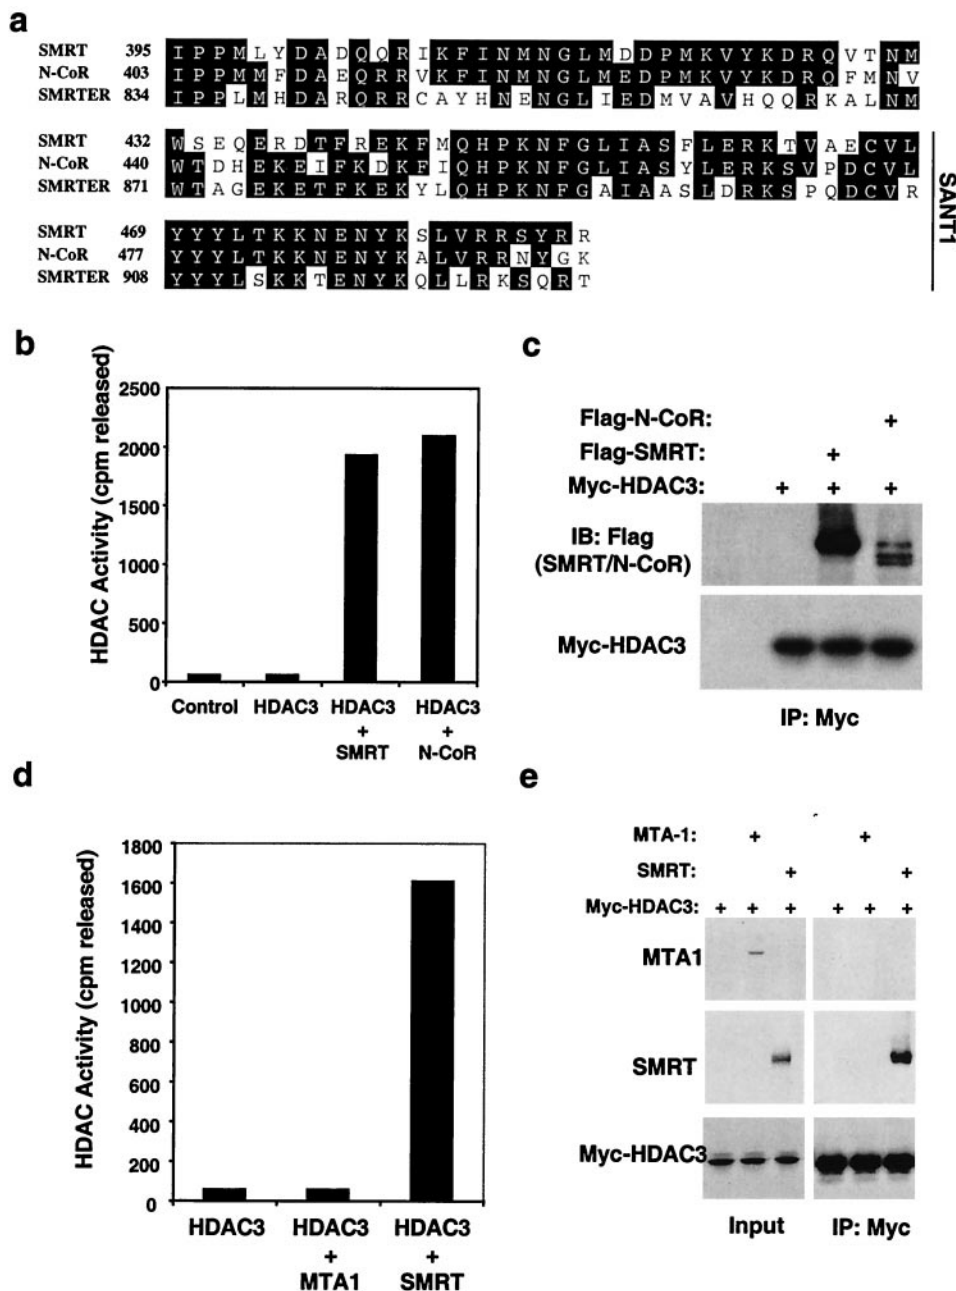 a
SMRT 395 I P P M L Y D A D Q Q R I K F I N M N G L M D D P M K V Y K D R Q V T N M
N-CoR 403 I P P M M F D A E Q R R V K F I N M N G L M E D P M K V Y K D R Q F M N V
SMRTER 834 I P P L M H D A R Q R R C A Y H N E N G L I E D M V A V H Q Q R K A L N M
SMRT 432 W S E Q E R D T F R E K F M Q H P K N F G L I A S F L E R K T V A E C V L
N-CoR 440 W T D H E K E I F K D K F I Q H P K N F G L I A S Y L E R K S V P D C V L
SMRTER 871 W T A G E K E T F K E K Y L Q H P K N F G A I A A S L D R K S P Q D C V R
SMRT 469 Y Y Y L T K K N E N Y K S L V R R S Y R R
N-CoR 477 Y Y Y L T K K N E N Y K A L V R R N Y G K
SMRTER 908 Y Y Y L S K K T E N Y K Q L L R K S Q R T
SANT1
b
HDAC Activity (cpm released)
2500
2000
1500
1000
500
0
Control HDAC3 HDAC3 HDAC3
+ +
SMRT N-CoR
c
Flag-N-CoR: +
Flag-SMRT: +
Myc-HDAC3: + + +
IB: Flag
(SMRT/N-CoR)
Myc-HDAC3
IP: Myc
d
HDAC Activity (cpm released)
1800
1600
1400
1200
1000
800
600
400
200
0
HDAC3 HDAC3 HDAC3
+ +
MTA1 SMRT
e
MTA-1: + +
SMRT: + +
Myc-HDAC3: + + + + + +
MTA1
SMRT
Myc-HDAC3
Input IP: Myc